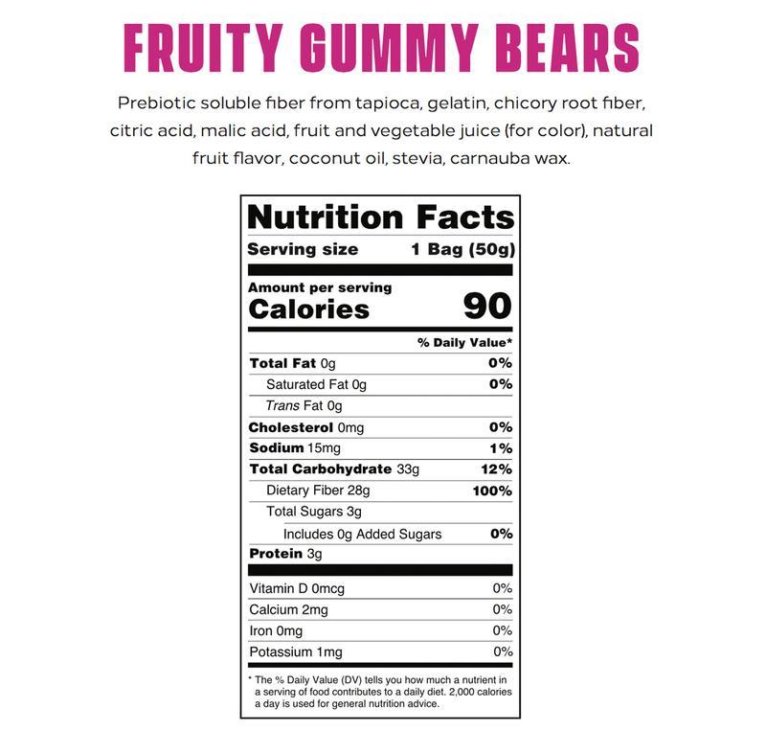 FRUITY GUMMY BEARS
Prebiotic soluble fiber from tapioca, gelatin, chicory root fiber,
citric acid, malic acid, fruit and vegetable juice (for color), natural
fruit flavor, coconut oil, stevia, carnauba wax.
Nutrition Facts
Serving size 1 Bag (50g)
Amount per serving
Calories 90
% Daily Value*
Total Fat 0g 0%
Saturated Fat 0g 0%
Trans Fat 0g
Cholesterol 0mg 0%
Sodium 15mg 1%
Total Carbohydrate 33g 12%
Dietary Fiber 28g 100%
Total Sugars 3g
Includes 0g Added Sugars 0%
Protein 3g
Vitamin D 0mcg 0%
Calcium 2mg 0%
Iron 0mg 0%
Potassium 1mg 0%
* The % Daily Value (DV) tells you how much a nutrient in
a serving of food contributes to a daily diet. 2,000 calories
a day is used for general nutrition advice.